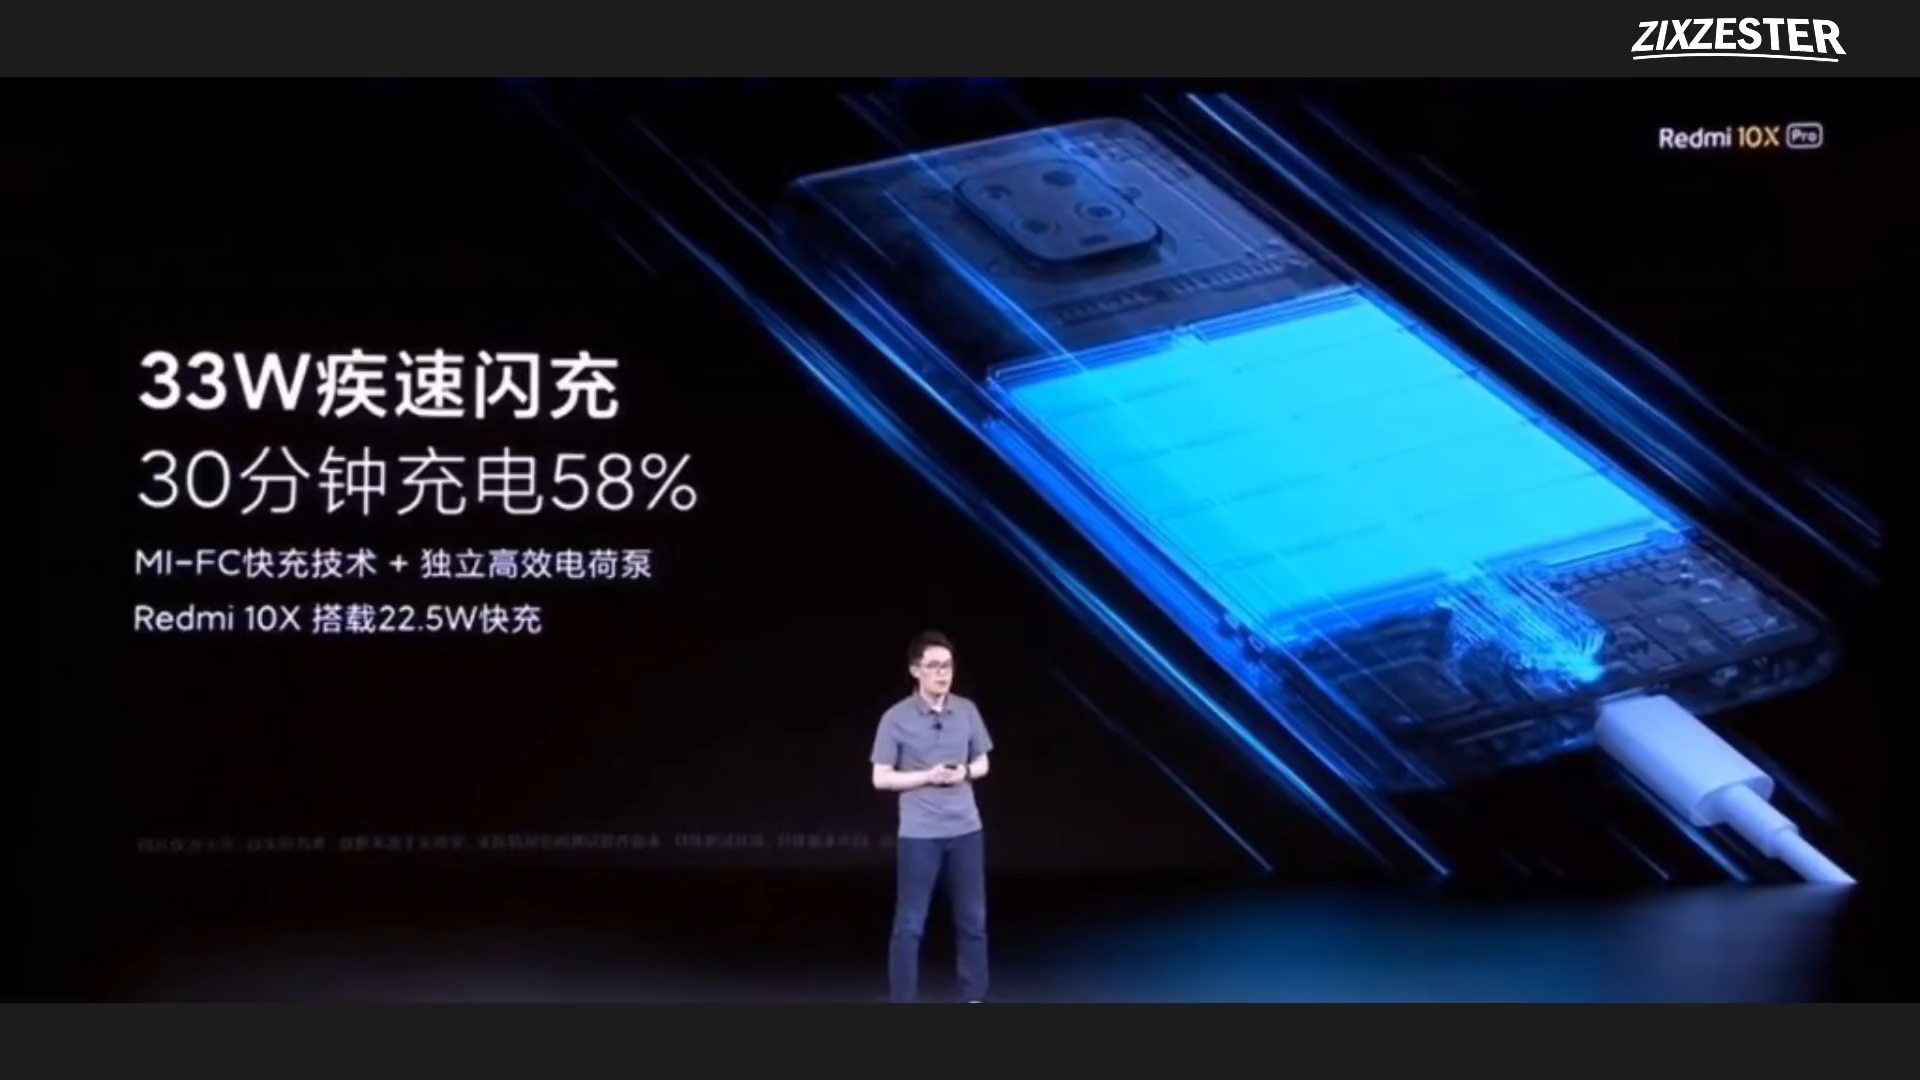 ZIXZESTER
Redmi 10X Pro
33W疾速闪充
30分钟充电58%
MI-FC快充技术 + 独立高效电荷泵
Redmi 10X 搭载22.5W快充